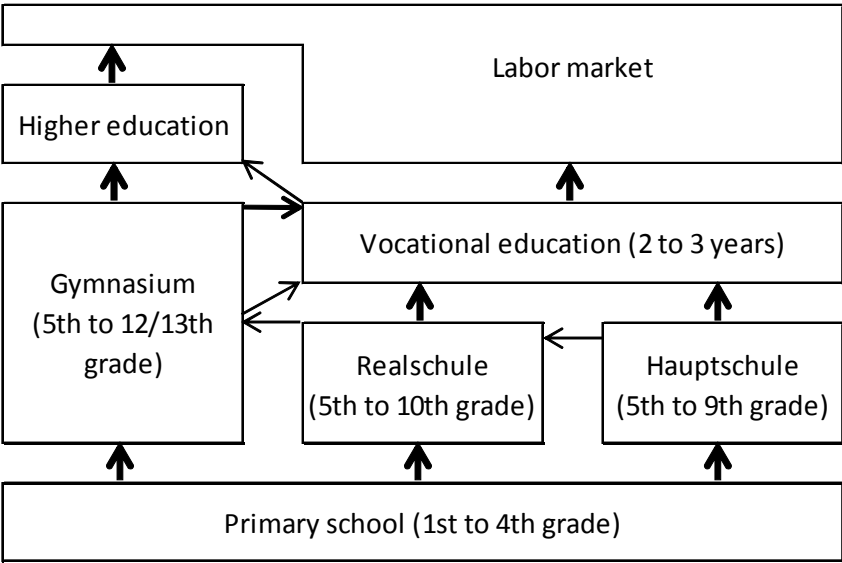 Labor market
Higher education
Vocational education (2 to 3 years)
Gymnasium
(5th to 12/13th
grade)
Realschule
(5th to 10th grade)
Hauptschule
(5th to 9th grade)
Primary school (1st to 4th grade)